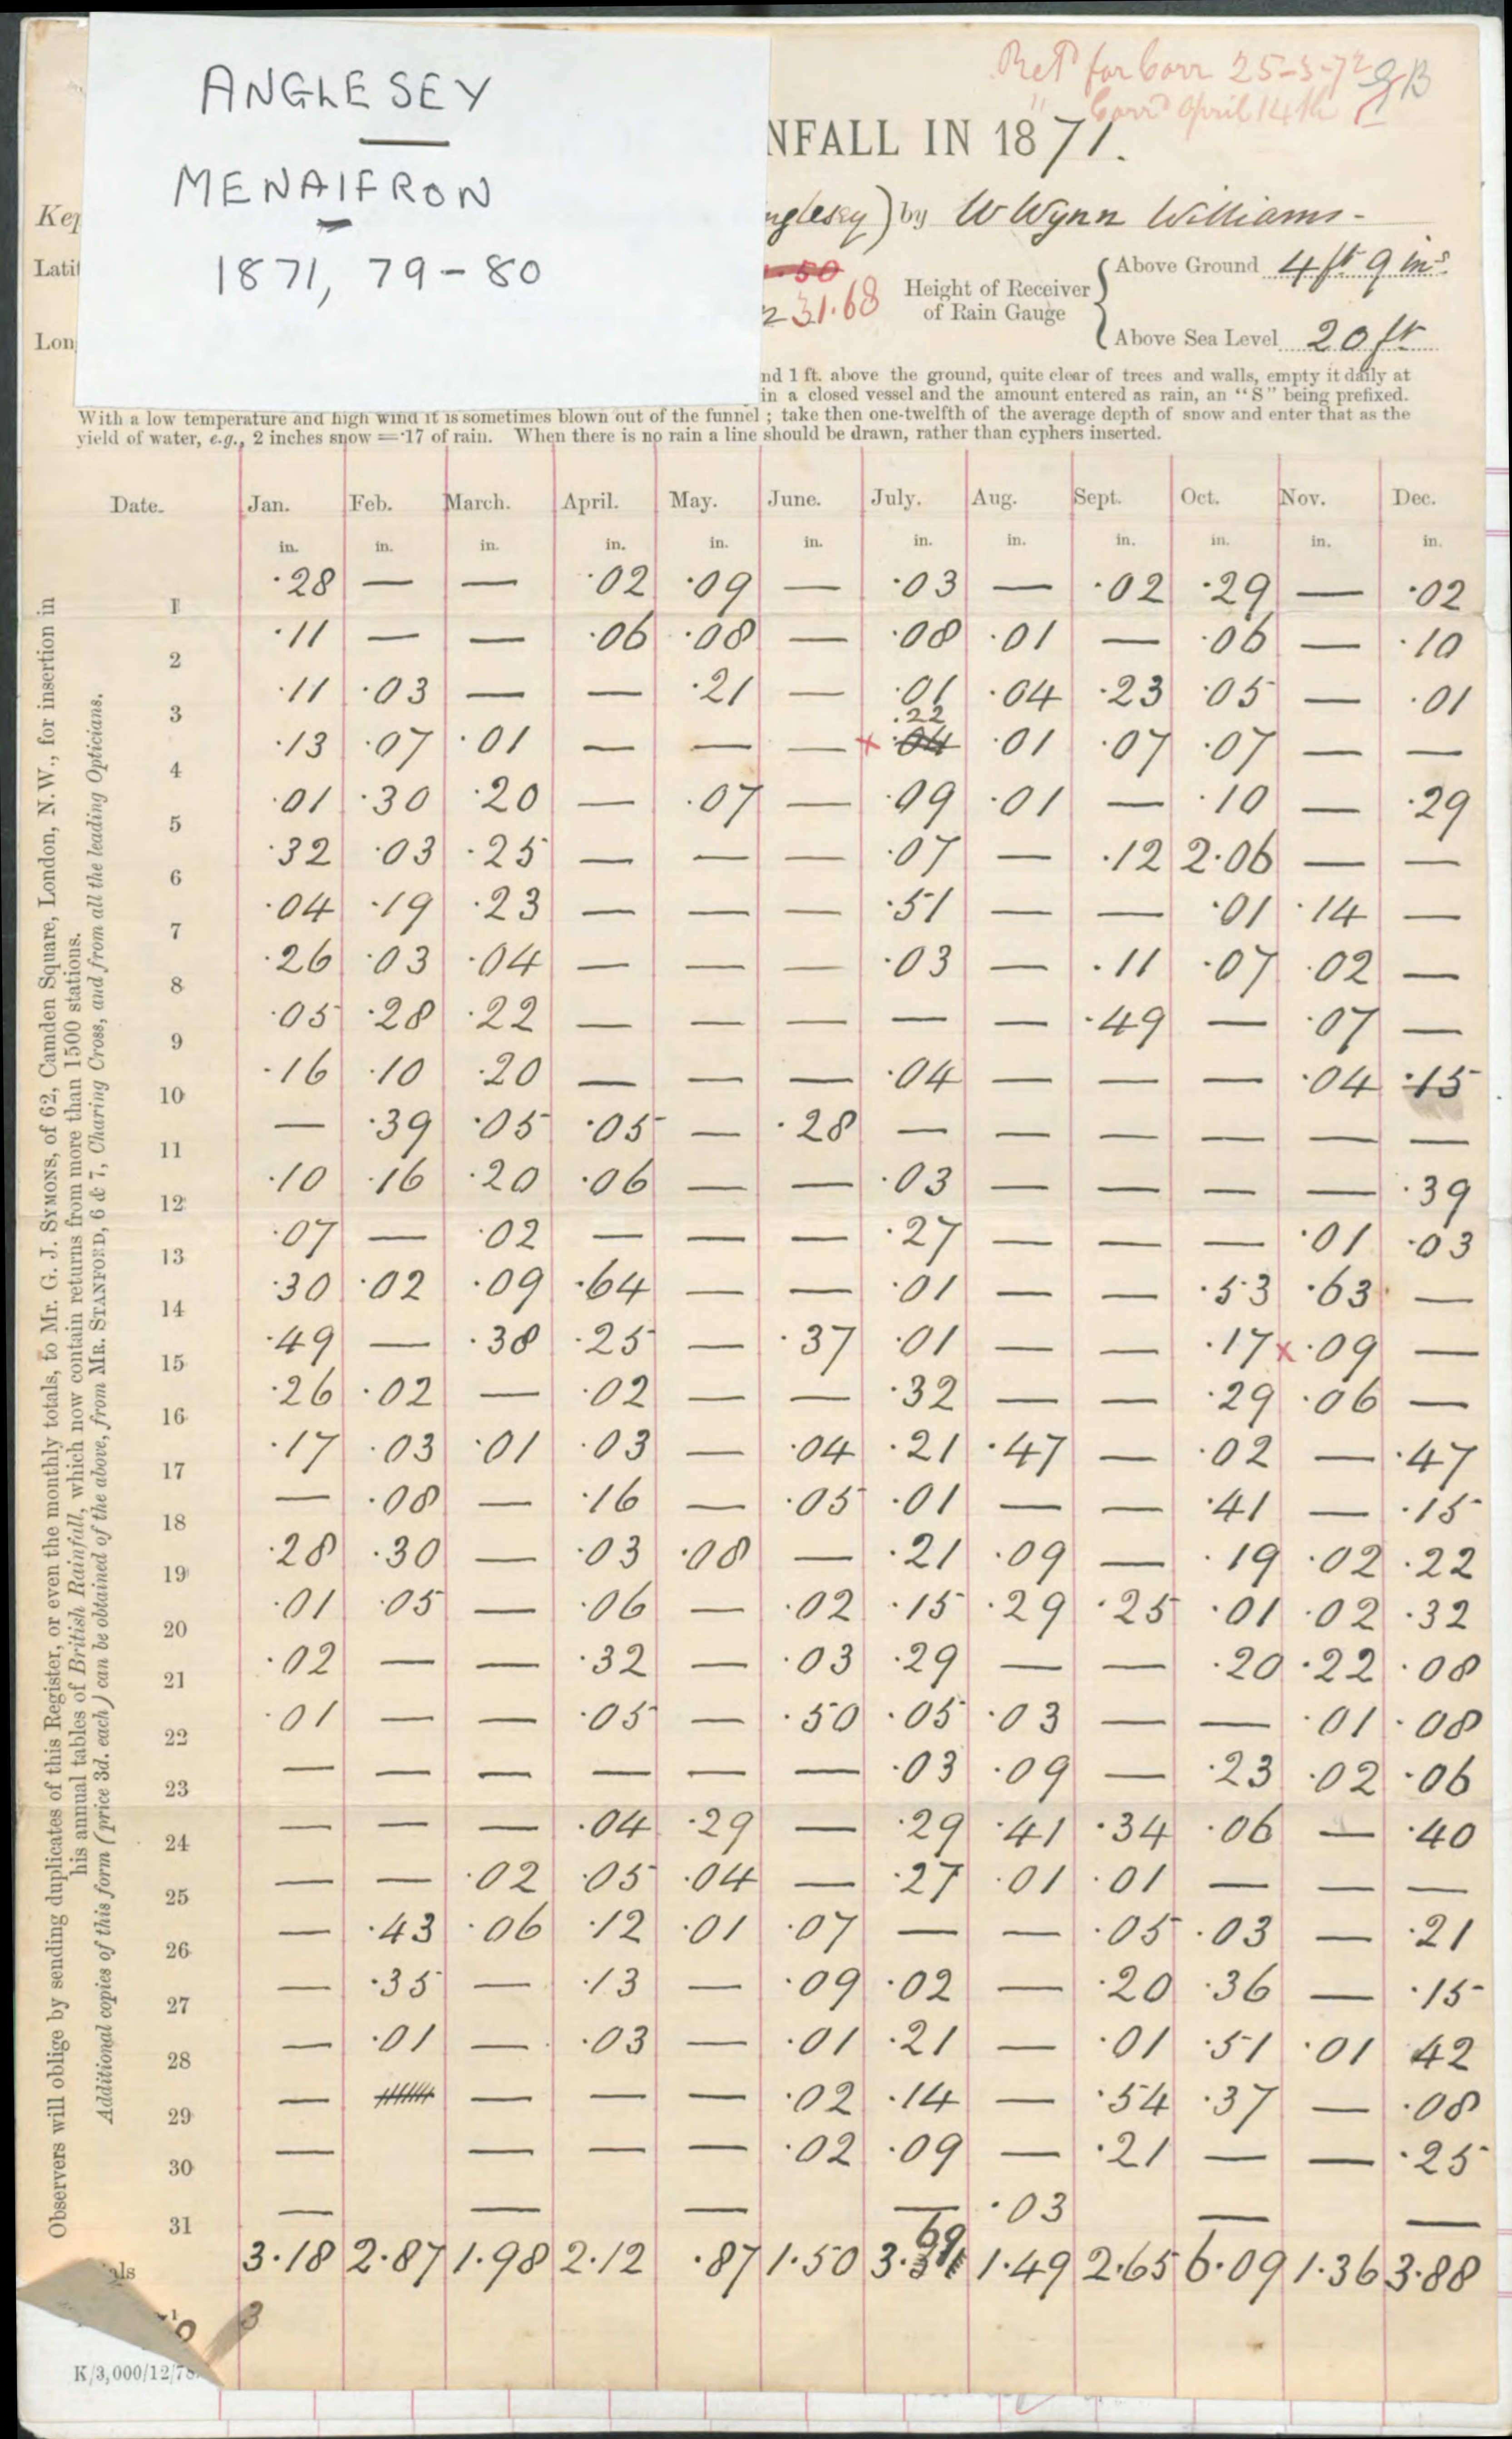 ANGLESEY
MENAIFRON
1871, 79-80
Ret for Corr 25-3-72 GB
" Corrd April 14th
NFALL IN 1871.
Kep
nglesey) by W Wynn Williams-
Latit
Height of Receiver of Rain Gauge
Above Ground 4 ft 9 ins
31.68
Lon
Above Sea Level 20 ft
nd 1 ft. above the ground, quite clear of trees and walls, empty it daily at
in a closed vessel and the amount entered as rain, an "S" being prefixed.
With a low temperature and high wind it is sometimes blown out of the funnel; take then one-twelfth of the average depth of snow and enter that as the
yield of water, e.g., 2 inches snow = ·17 of rain. When there is no rain a line should be drawn, rather than cyphers inserted.
Date. Jan. Feb. March. April. May. June. July. Aug. Sept. Oct. Nov. Dec.
in. in. in. in. in. in. in. in. in. in. in. in.
1 ·28 — — ·02 ·09 — ·03 — ·02 ·29 — ·02
2 ·11 — — ·06 ·08 — ·08 ·01 — ·06 — ·10
3 ·11 ·03 — — ·21 — ·01 ·04 ·23 ·05 — ·01
.22
4 ·13 ·07 ·01 — — — x ·04 ·01 ·07 ·07 — —
5 ·01 ·30 ·20 — ·07 — ·09 ·01 — ·10 — ·29
6 ·32 ·03 ·25 — — — ·07 — ·12 2·06 — —
7 ·04 ·19 ·23 — — — ·51 — — ·01 ·14 —
8 ·26 ·03 ·04 — — — ·03 — ·11 ·07 ·02 —
9 ·05 ·28 ·22 — — — — — ·49 — ·07 —
10 ·16 ·10 ·20 — — — ·04 — — — ·04 ·15
11 — ·39 ·05 ·05 — ·28 — — — — — —
12 ·10 ·16 ·20 ·06 — — ·03 — — — — ·39
13 ·07 — ·02 — — — ·27 — — — ·01 ·03
14 ·30 ·02 ·09 ·64 — — ·01 — — ·53 ·63 —
15 ·49 — ·38 ·25 — ·37 ·01 — — ·17 x ·09 —
16 ·26 ·02 — ·02 — — ·32 — — ·29 ·06 —
17 ·17 ·03 ·01 ·03 — ·04 ·21 ·47 — ·02 — ·47
18 — ·08 — ·16 — ·05 ·01 — — ·41 — ·15
19 ·28 ·30 — ·03 ·08 — ·21 ·09 — ·19 ·02 ·22
20 ·01 ·05 — ·06 — ·02 ·15 ·29 ·25 ·01 ·02 ·32
21 ·02 — — ·32 — ·03 ·29 — — ·20 ·22 ·08
22 ·01 — — ·05 — ·50 ·05 ·03 — — ·01 ·08
23 — — — — — — ·03 ·09 — ·23 ·02 ·06
24 — — — ·04 ·29 — ·29 ·41 ·34 ·06 — ·40
25 — — ·02 ·05 ·04 — ·27 ·01 ·01 — — —
26 — ·43 ·06 ·12 ·01 ·07 — — ·05 ·03 — ·21
27 — ·35 — ·13 — ·09 ·02 — ·20 ·36 — ·15
28 — ·01 — ·03 — ·01 ·21 — ·01 ·51 ·01 42
29 — — — — ·02 ·14 — ·54 ·37 — ·08
30 — — — — ·02 ·09 — ·21 — — ·25
31 — — — — ·03 — —
69
als 3·18 2·87 1·98 2·12 ·87 1·50 3· 1·49 2·65 6·09 1·36 3·88
3
K/3,000/12/78
Observers will oblige by sending duplicates of this Register, or even the monthly totals, to Mr. G. J. SYMONS, of 62, Camden Square, London, N.W., for insertion in
his annual tables of British Rainfall, which now contain returns from more than 1500 stations.
Additional copies of this form (price 3d. each) can be obtained of the above, from MR. STANFORD, 6 & 7, Charing Cross, and from all the leading Opticians.